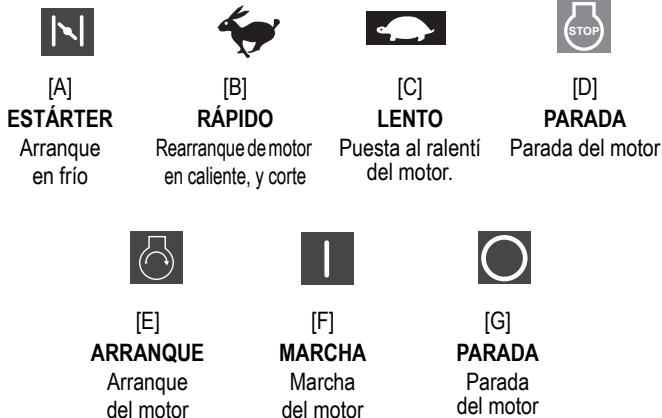 STOP
[A]
ESTÁRTER
Arranque
en frío
[B]
RÁPIDO
Rearranque de motor
en caliente, y corte
[C]
LENTO
Puesta al ralentí
del motor.
[D]
PARADA
Parada del motor
[E]
ARRANQUE
Arranque
del motor
[F]
MARCHA
Marcha
del motor
[G]
PARADA
Parada
del motor